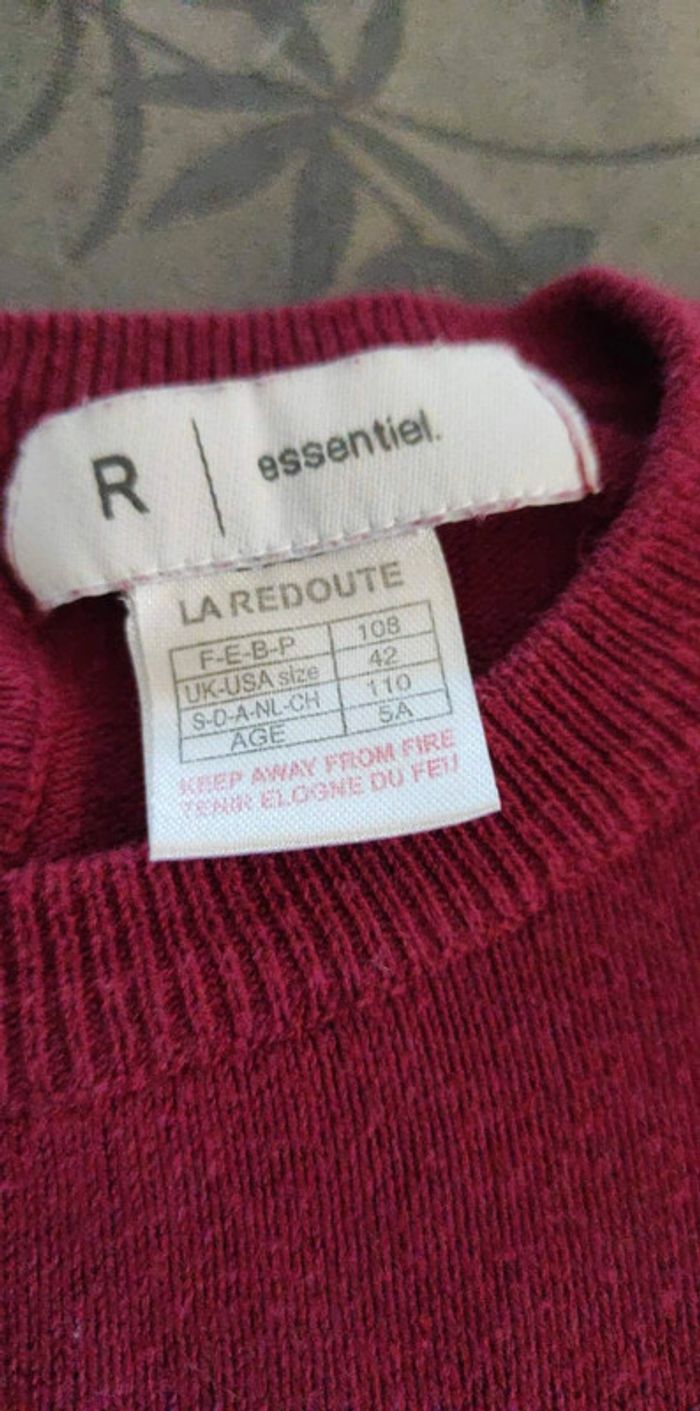 R | essentiel.
LA REDOUTE
F-E-B-P 108
UK-USA size 42
S-D-A-NL-CH 110
AGE 5A
KEEP AWAY FROM FIRE
TENIR ELOGNE DU FEU